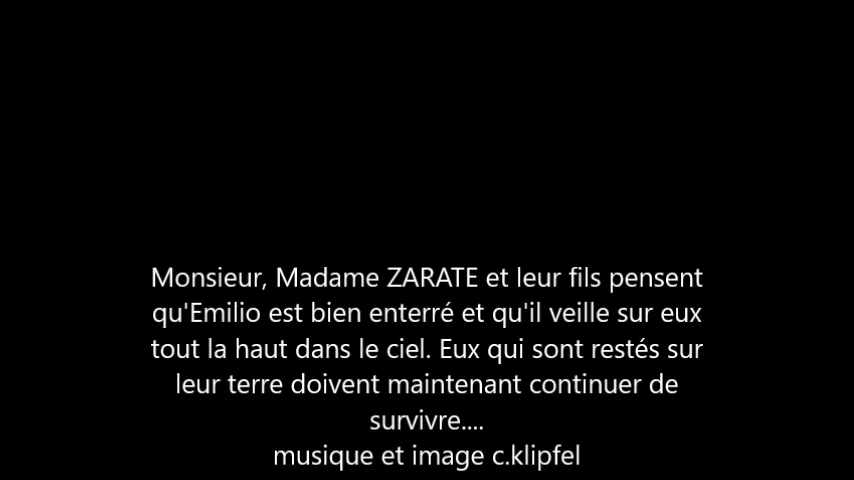 Monsieur, Madame ZARATE et leur fils pensent
qu'Emilio est bien enterré et qu'il veille sur eux
tout la haut dans le ciel. Eux qui sont restés sur
leur terre doivent maintenant continuer de
survivre....
musique et image c.klipfel